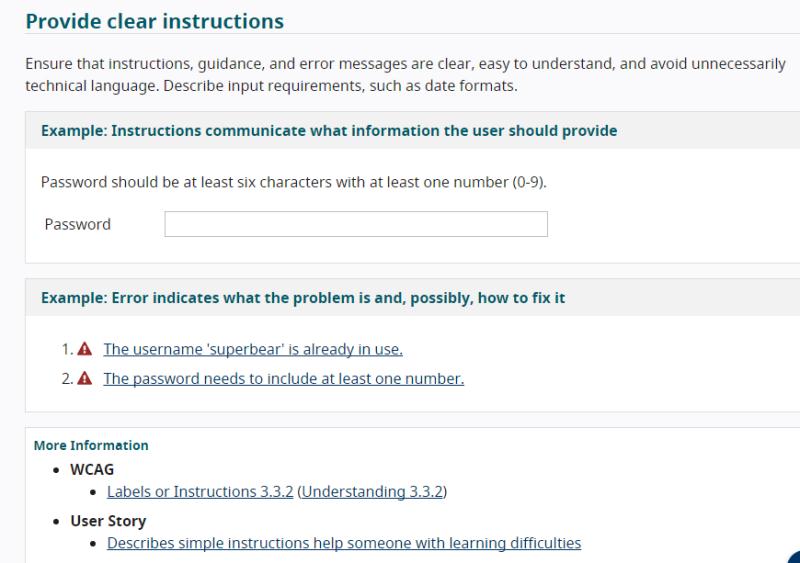 Provide clear instructions
Ensure that instructions, guidance, and error messages are clear, easy to understand, and avoid unnecessarily
technical language. Describe input requirements, such as date formats.
Example: Instructions communicate what information the user should provide
Password should be at least six characters with at least one number (0-9).
Password
Example: Error indicates what the problem is and, possibly, how to fix it
1. The username 'superbear' is already in use.
2. The password needs to include at least one number.
More Information
• WCAG
• Labels or Instructions 3.3.2 (Understanding 3.3.2)
• User Story
• Describes simple instructions help someone with learning difficulties